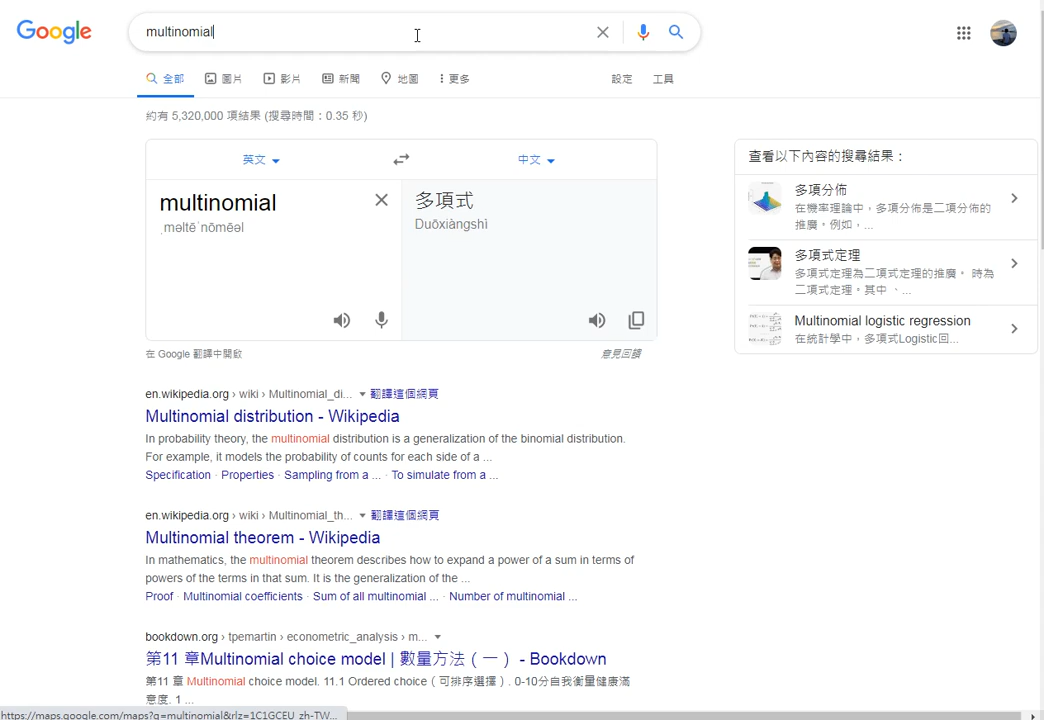 Google
multinomial
全部
圖片
影片
新聞
地圖
更多
設定
工具
約有 5,320,000 項結果 (搜尋時間：0.35 秒)
英文
中文
multinomial
ˌməltēˈnōmēəl
多項式
Duōxiàngshì
在 Google 翻譯中開啟
意見回饋
en.wikipedia.org › wiki › Multinomial_di... 翻譯這個網頁
Multinomial distribution - Wikipedia
In probability theory, the multinomial distribution is a generalization of the binomial distribution.
For example, it models the probability of counts for each side of a ...
Specification · Properties · Sampling from a ... · To simulate from a ...
en.wikipedia.org › wiki › Multinomial_th... 翻譯這個網頁
Multinomial theorem - Wikipedia
In mathematics, the multinomial theorem describes how to expand a power of a sum in terms of
powers of the terms in that sum. It is the generalization of the ...
Proof · Multinomial coefficients · Sum of all multinomial ... · Number of multinomial ...
bookdown.org › tpemartin › econometric_analysis › m...
第11 章Multinomial choice model | 數量方法（一） - Bookdown
第11 章 Multinomial choice model. 11.1 Ordered choice（可排序選擇）. 0-10分自我衡量健康滿
意度. 1 ...
查看以下內容的搜尋結果：
多項分佈
在機率理論中，多項分佈是二項分佈的
推廣。例如，...
多項式定理
多項式定理為二項式定理的推廣。 時為
二項式定理。其中 、...
Multinomial logistic regression
在統計學中，多項式Logistic回...
https://maps.google.com/maps?q=multinomial&rlz=1C1GCEU_zh-TW...